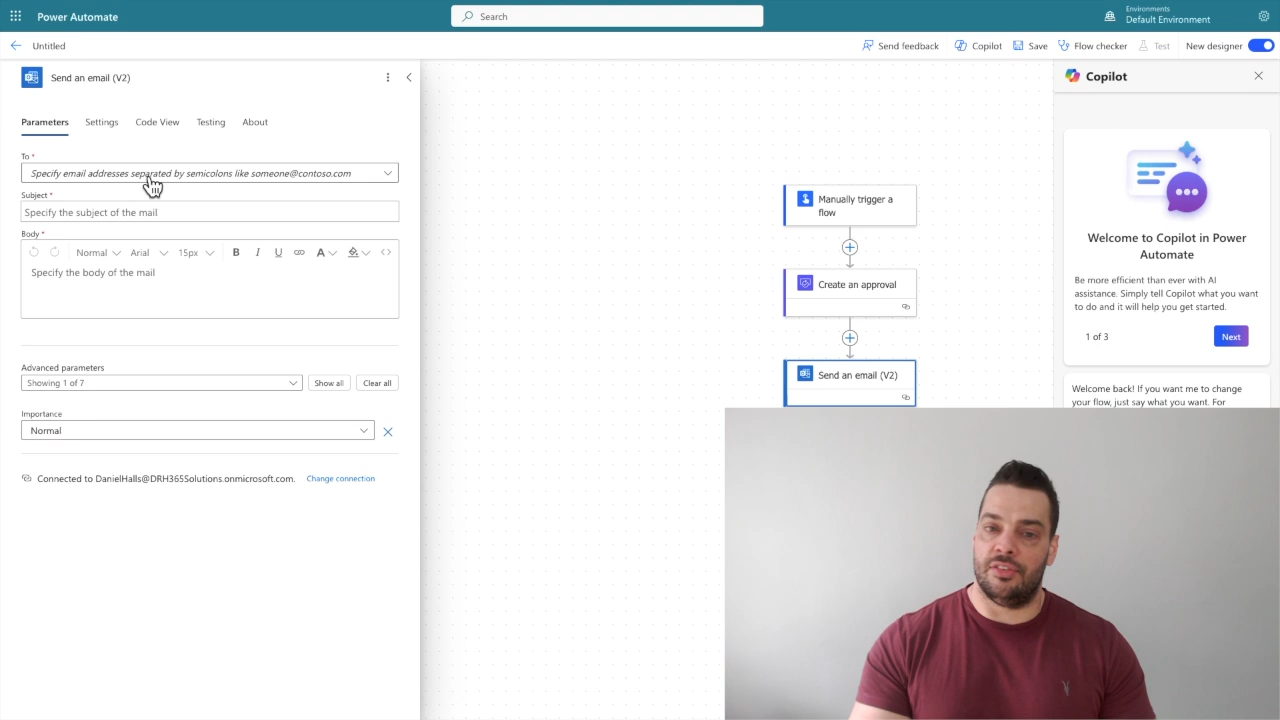 Power Automate
Search
Environments
Default Environment
Untitled
Send feedback
Copilot
Save
Flow checker
Test
New designer
Send an email (V2)
Parameters
Settings
Code View
Testing
About
To *
Specify email addresses separated by semicolons like someone@contoso.com
Subject *
Specify the subject of the mail
Body *
Normal
Arial
15px
B
I
U
A
Specify the body of the mail
Advanced parameters
Showing 1 of 7
Show all
Clear all
Importance
Normal
Connected to DanielHalls@DRH365Solutions.onmicrosoft.com.
Change connection
Manually trigger a
flow
Create an approval
Send an email (V2)
Copilot
Welcome to Copilot in Power
Automate
Be more efficient than ever with AI
assistance. Simply tell Copilot what you want
to do and it will help you get started.
1 of 3
Next
Welcome back! If you want me to change
your flow, just say what you want. For